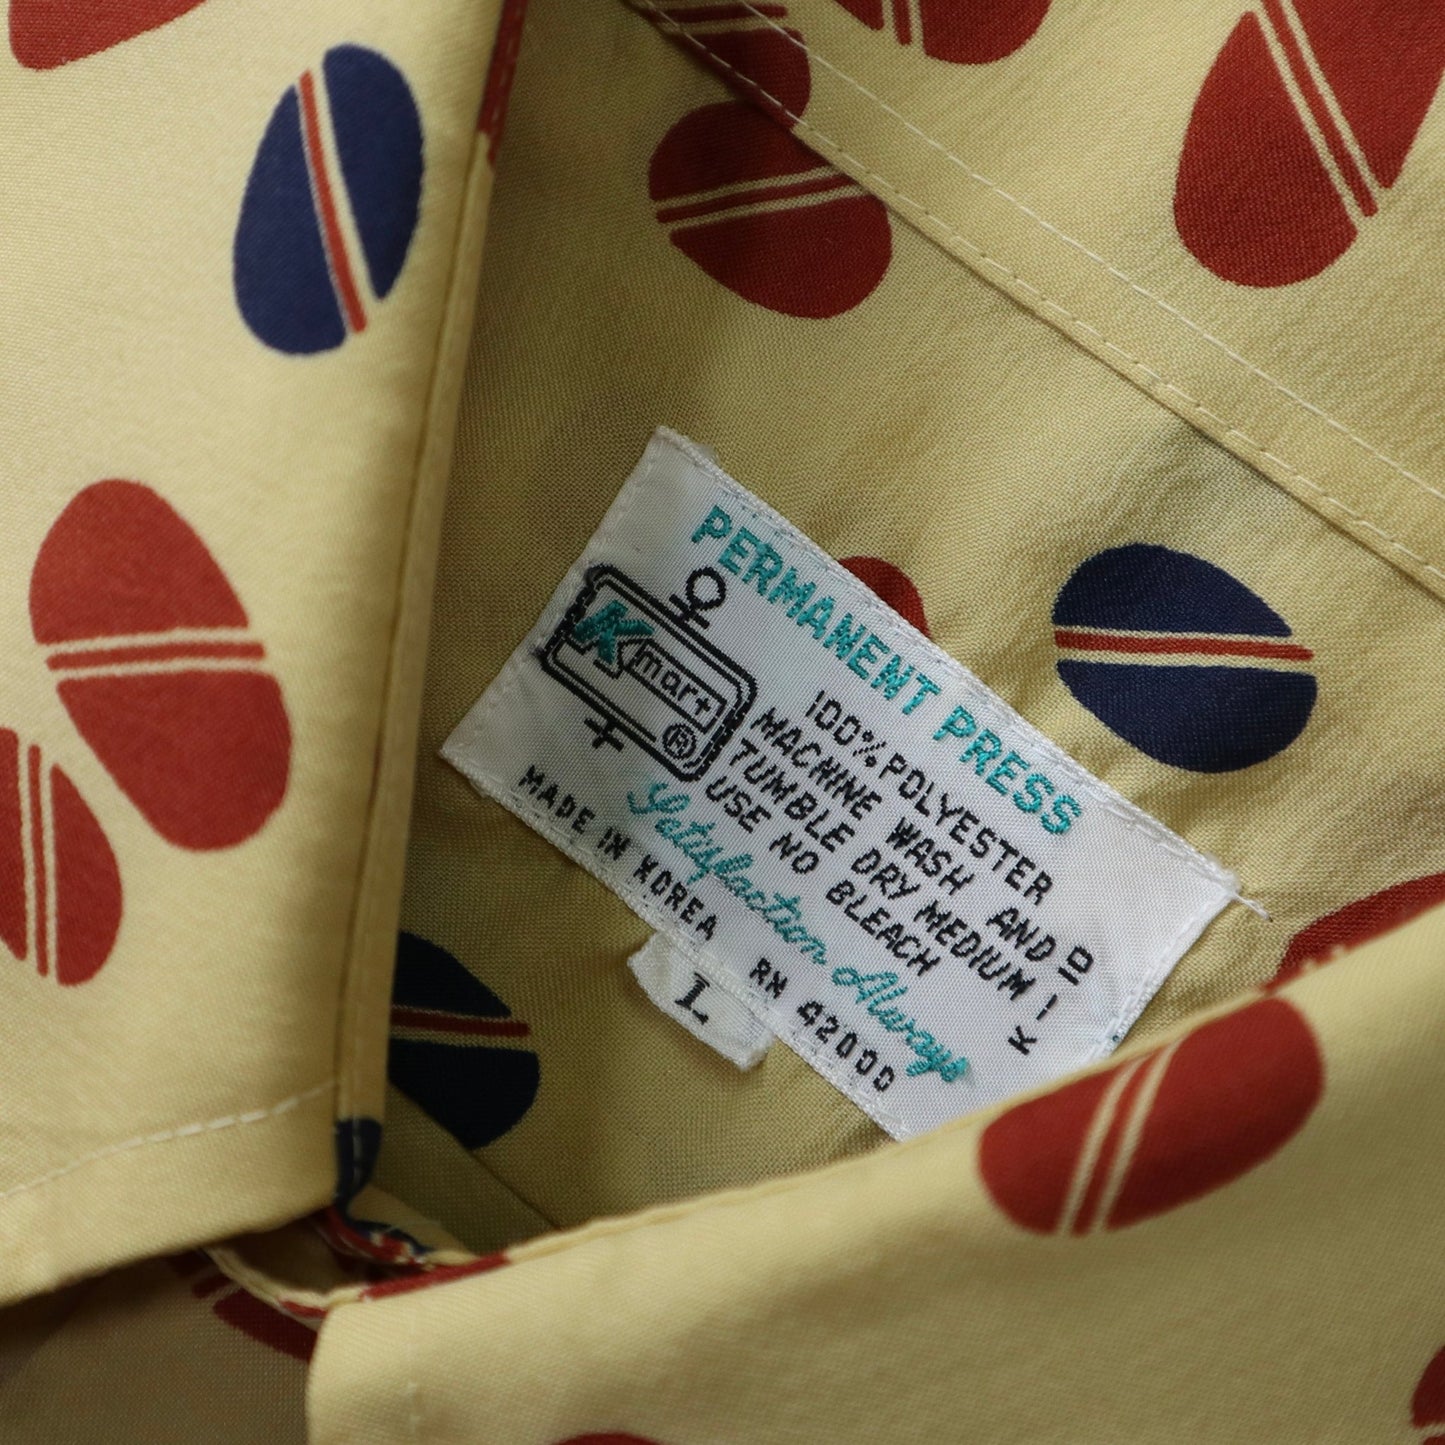 PERMANENT PRESS
K mart ®
100% POLYESTER
MACHINE WASH AND
TUMBLE DRY MEDIUM
USE NO BLEACH
K-10
Satisfaction Always
MADE IN KOREA RN 42000
L